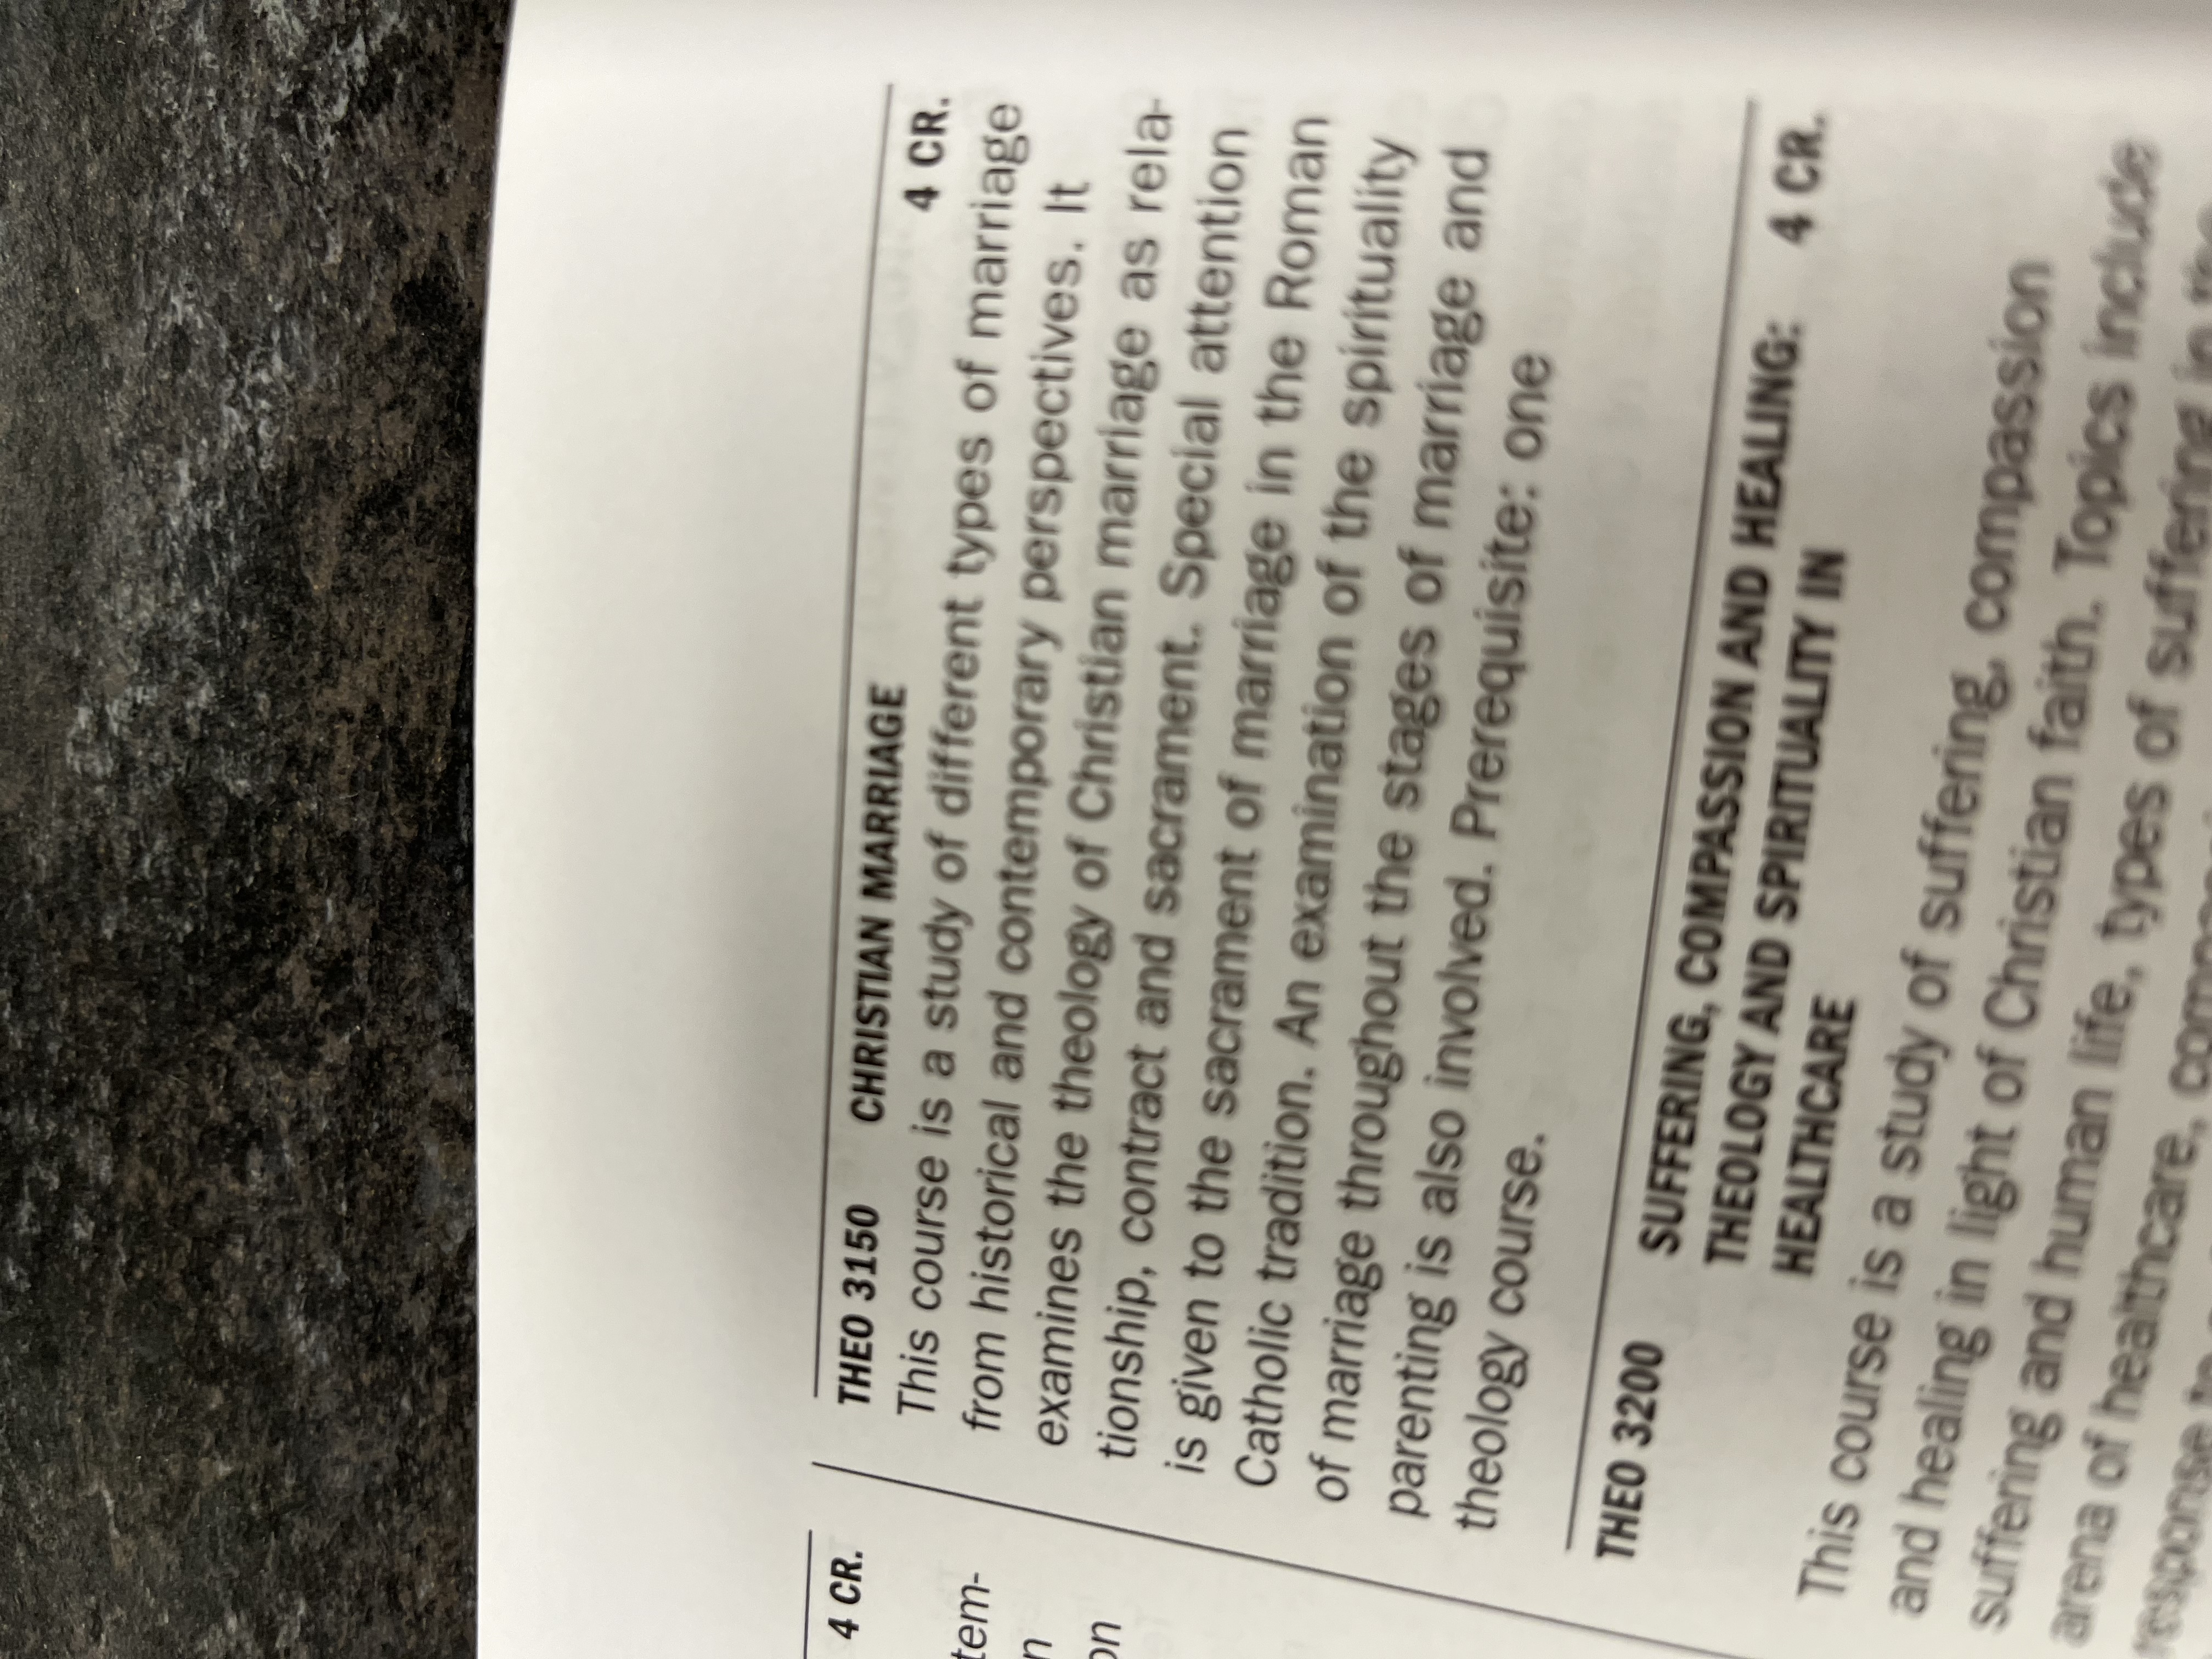 4 CR.
tem-
n
on
THEO 3150 CHRISTIAN MARRIAGE 4 CR.
This course is a study of different types of marriage
from historical and contemporary perspectives. It
examines the theology of Christian marriage as rela-
tionship, contract and sacrament. Special attention
is given to the sacrament of marriage in the Roman
Catholic tradition. An examination of the spirituality
of marriage throughout the stages of marriage and
parenting is also involved. Prerequisite: one
theology course.
THEO 3200 SUFFERING, COMPASSION AND HEALING: 4 CR.
THEOLOGY AND SPIRITUALITY IN
HEALTHCARE
This course is a study of suffering, compassion
and healing in light of Christian faith. Topics include
suffering and human life, types of suffering in the
arena of healthcare,
response to